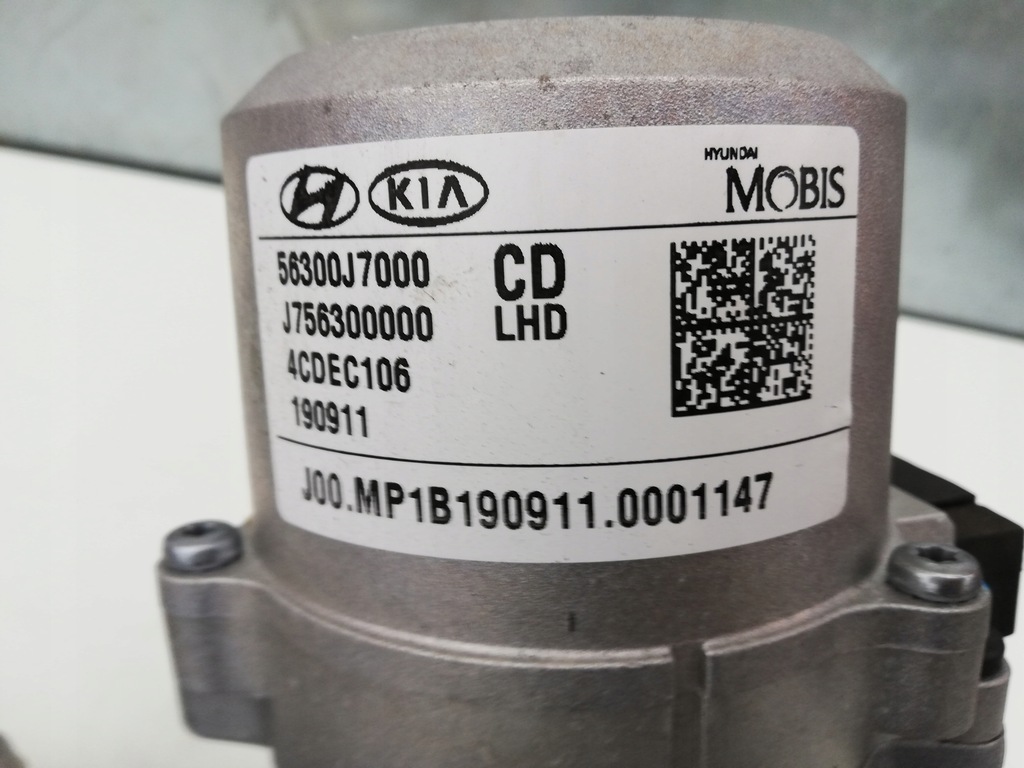 KIA
HYUNDAI
MOBIS
56300J7000
CD
J756300000
LHD
4CDEC106
190911
J00.MP1B190911.0001147